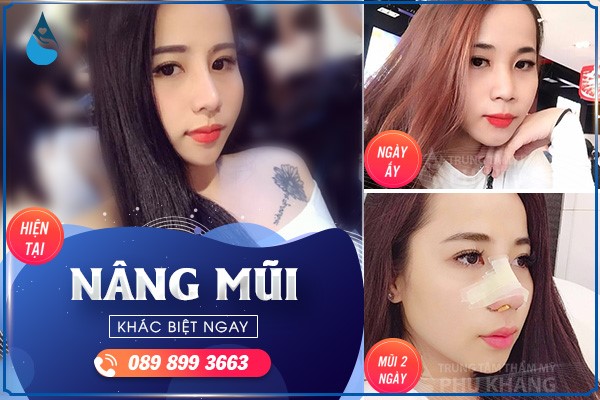 HIỆN
TẠI
NÂNG MŨI
KHÁC BIỆT NGAY
089 899 3663
NGÀY
ẤY
TRUNG
MŨI 2
NGÀY
TRUNG TÂM THẨM MỸ
PHÚ KHANG